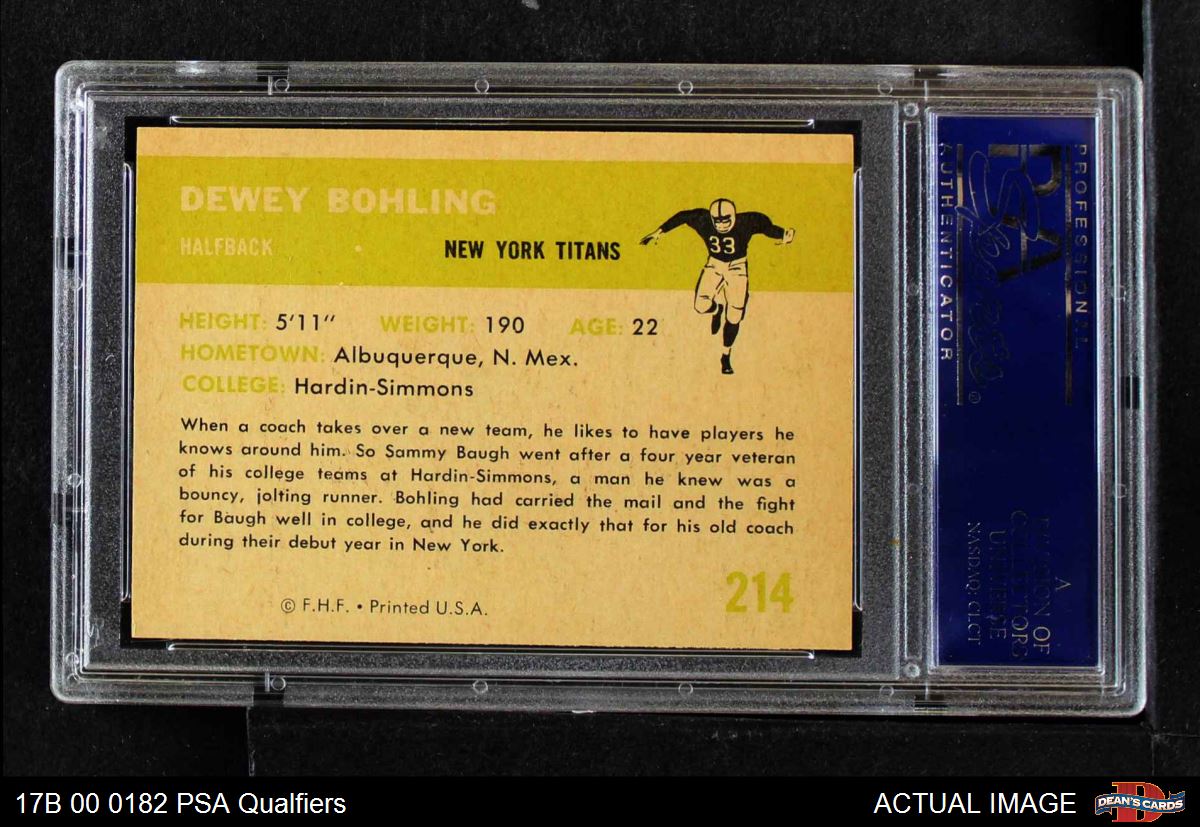 DEWEY BOHLING
HALFBACK
NEW YORK TITANS
33
HEIGHT: 5'11" WEIGHT: 190 AGE: 22
HOMETOWN: Albuquerque, N. Mex.
COLLEGE: Hardin-Simmons
When a coach takes over a new team, he likes to have players he
knows around him. So Sammy Baugh went after a four year veteran
of his college teams at Hardin-Simmons, a man he knew was a
bouncy, jolting runner. Bohling had carried the mail and the fight
for Baugh well in college, and he did exactly that for his old coach
during their debut year in New York.
© F.H.F. • Printed U.S.A.
214
PROFESSIONAL
PSA
AUTHENTICATOR
®
A
DIVISION OF
COLLECTORS
UNIVERSE
NASDAQ: CLCT
17B 00 0182 PSA Qualfiers
ACTUAL IMAGE
D
DEAN'S CARDS